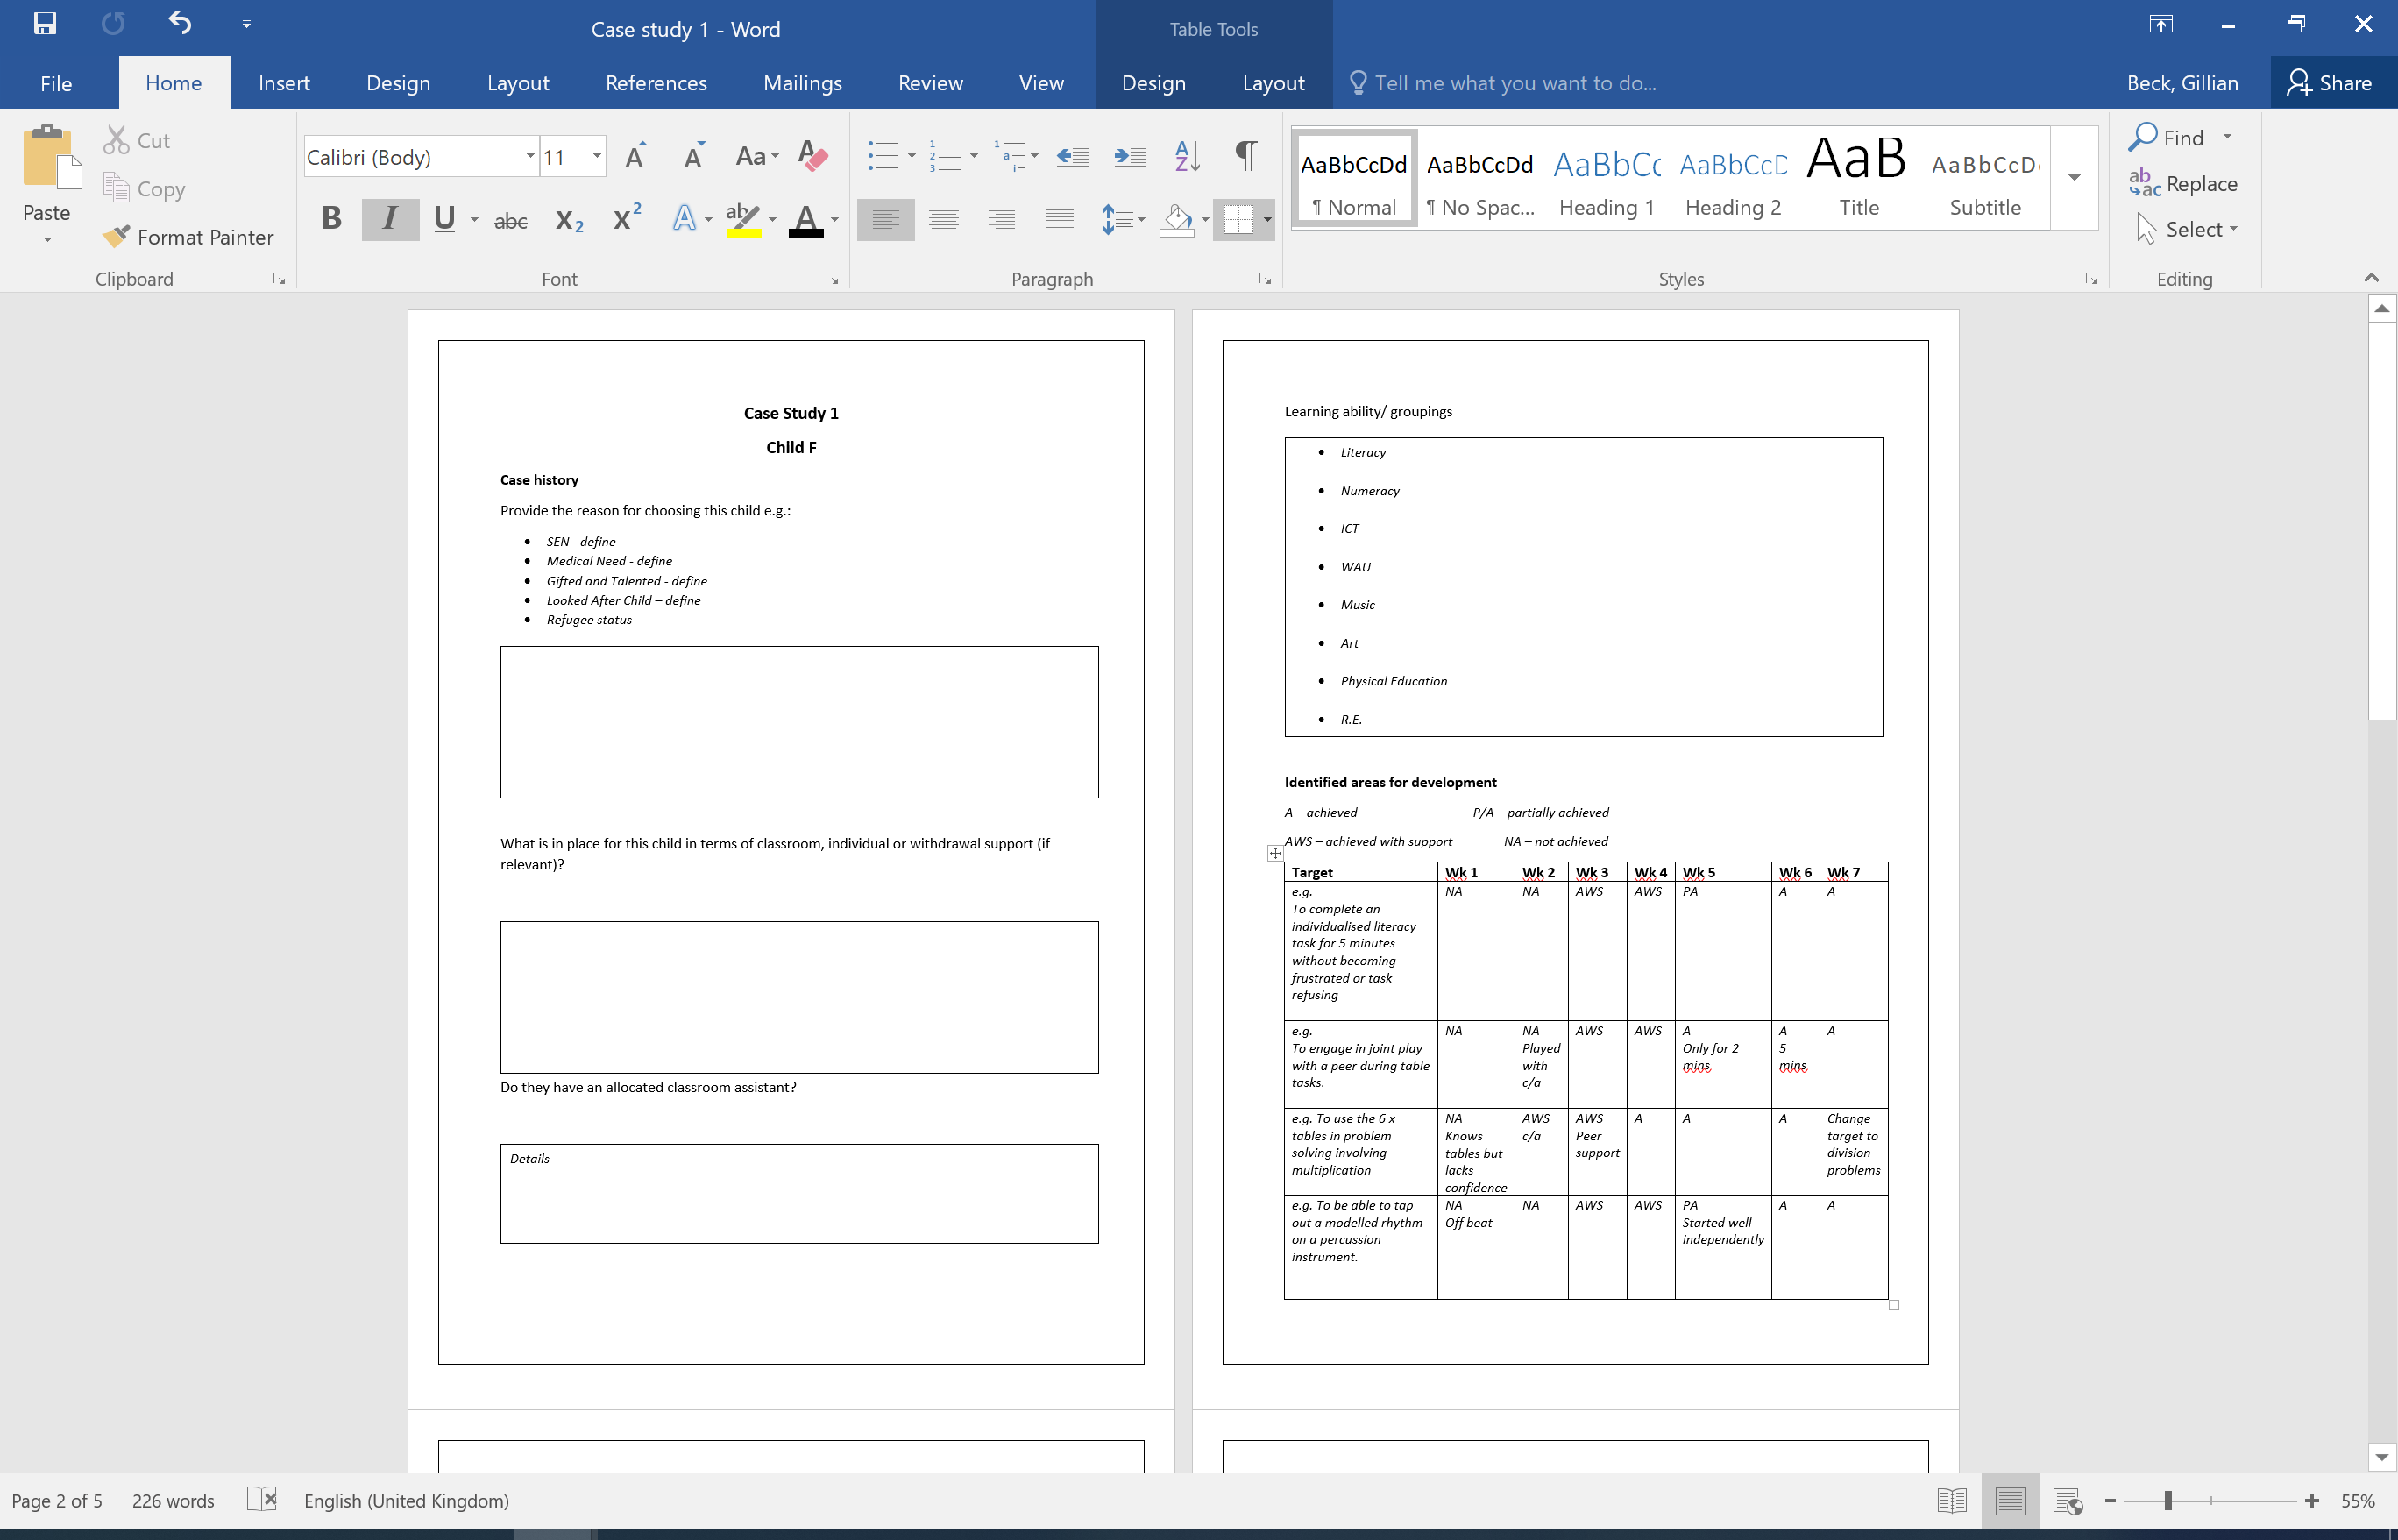 Case study 1 - Word
Table Tools
File
Home
Insert
Design
Layout
References
Mailings
Review
View
Design
Layout
Tell me what you want to do...
Beck, Gillian
Share
Paste
Cut
Copy
Format Painter
Clipboard
Calibri (Body)
11
Font
Paragraph
AaBbCcDd
¶ Normal
AaBbCcDd
¶ No Spac...
AaBbCc
Heading 1
AaBbCcD
Heading 2
AaB
Title
AaBbCcD
Subtitle
Styles
Find
Replace
Select
Editing
Case Study 1
Child F
Case history
Provide the reason for choosing this child e.g.:
• SEN - define
• Medical Need - define
• Gifted and Talented - define
• Looked After Child – define
• Refugee status
What is in place for this child in terms of classroom, individual or withdrawal support (if
relevant)?
Do they have an allocated classroom assistant?
Details
Learning ability/ groupings
• Literacy
• Numeracy
• ICT
• WAU
• Music
• Art
• Physical Education
• R.E.
Identified areas for development
A – achieved P/A – partially achieved
AWS – achieved with support NA – not achieved
Target Wk 1 Wk 2 Wk 3 Wk 4 Wk 5 Wk 6 Wk 7
e.g. NA NA AWS AWS PA A A
To complete an
individualised literacy
task for 5 minutes
without becoming
frustrated or task
refusing
e.g. NA NA AWS AWS A A A
To engage in joint play Played Only for 2 5
with a peer during table with mins mins
tasks. c/a
e.g. To use the 6 x NA AWS AWS A A A Change
tables in problem Knows c/a Peer target to
solving involving tables but support division
multiplication lacks problems
confidence
e.g. To be able to tap NA NA AWS AWS PA A A
out a modelled rhythm Off beat Started well
on a percussion independently
instrument.
Page 2 of 5
226 words
English (United Kingdom)
55%